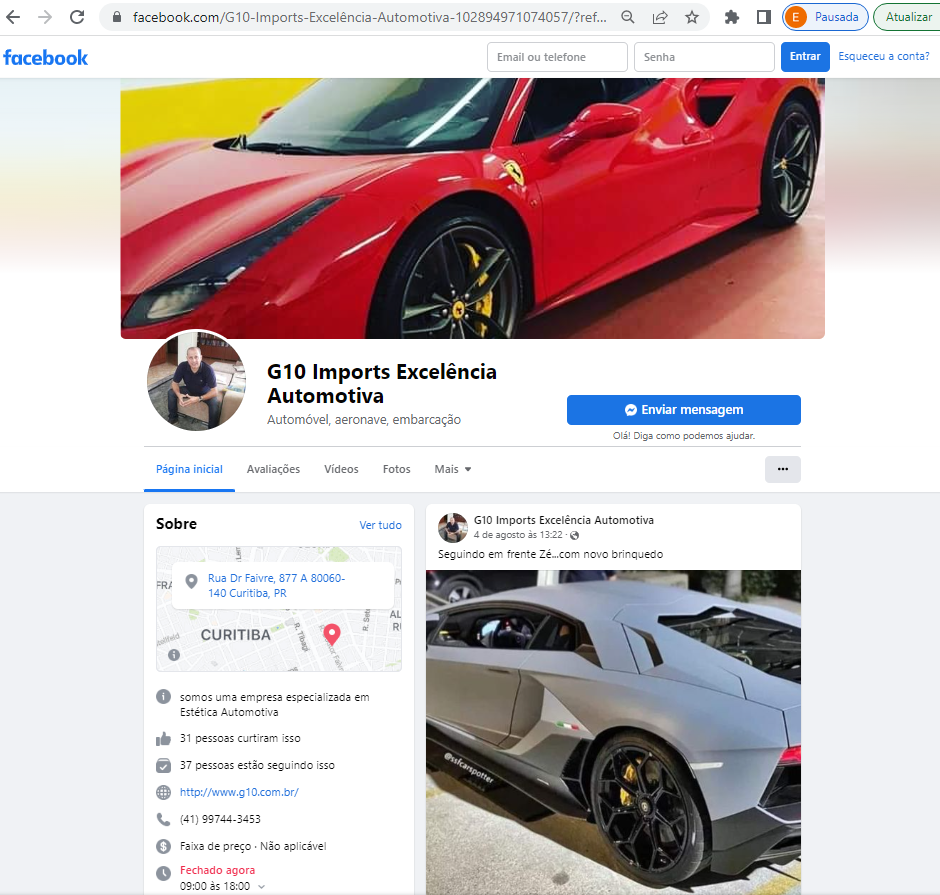 facebook.com/G10-Imports-Excelência-Automotiva-102894971074057/?ref...
E
Pausada
Atualizar
facebook
Email ou telefone
Senha
Entrar
Esqueceu a conta?
G10 Imports Excelência
Automotiva
Automóvel, aeronave, embarcação
Enviar mensagem
Olá! Diga como podemos ajudar.
Página inicial
Avaliações
Vídeos
Fotos
Mais
Sobre
Ver tudo
Rua Dr Faivre, 877 A 80060-
140 Curitiba, PR
CURITIBA
R. Tibagi
somos uma empresa especializada em
Estética Automotiva
31 pessoas curtiram isso
37 pessoas estão seguindo isso
http://www.g10.com.br/
(41) 99744-3453
Faixa de preço · Não aplicável
Fechado agora
09:00 às 18:00
G10 Imports Excelência Automotiva
4 de agosto às 13:22 ·
Seguindo em frente Zé...com novo brinquedo
@ssfcarspotter